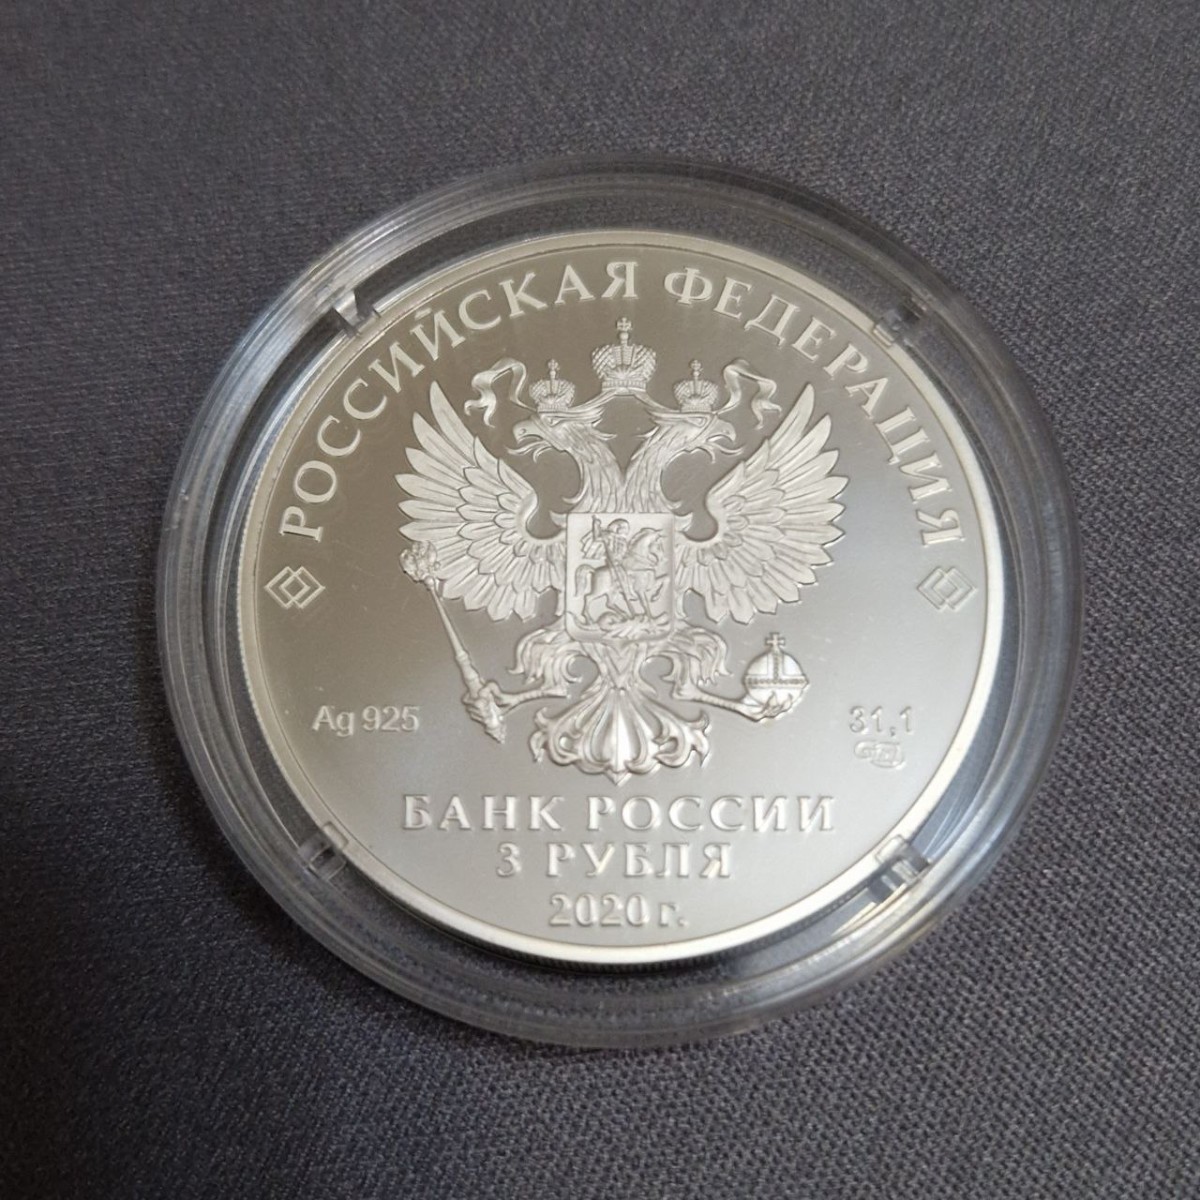 РОССИЙСКАЯ ФЕДЕРАЦИЯ
Ag 925
31,1
БАНК РОССИИ
3 РУБЛЯ
2020 г.